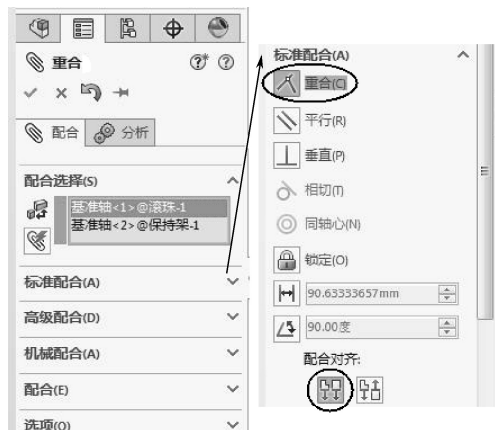 重合
配合
分析
配合选择(S)
基准轴<1>@滚珠-1
基准轴<2>@保持架-1
标准配合(A)
高级配合(D)
机械配合(A)
配合(E)
选项(O)
标准配合(A)
重合(C)
平行(R)
垂直(P)
相切(T)
同轴心(N)
锁定(O)
90.63333657mm
90.00度
配合对齐: